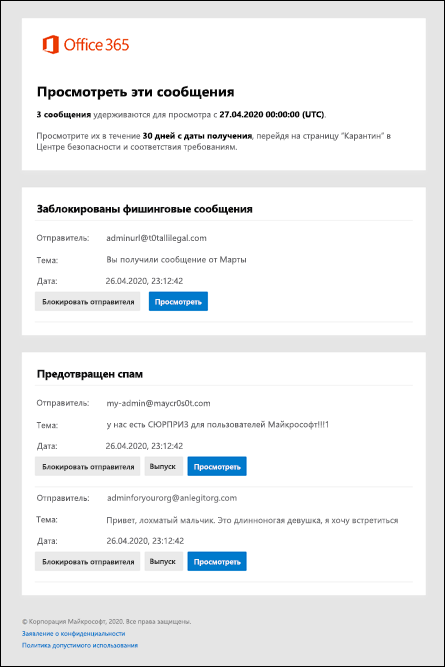 Office 365
Просмотреть эти сообщения
3 сообщения удерживаются для просмотра с 27.04.2020 00:00:00 (UTC).
Просмотрите их в течение 30 дней с даты получения, перейдя на страницу "Карантин" в
Центре безопасности и соответствия требованиям.
Заблокированы фишинговые сообщения
Отправитель: adminurl@t0tallilegal.com
Тема: Вы получили сообщение от Марты
Дата: 26.04.2020, 23:12:42
Блокировать отправителя Просмотреть
Предотвращен спам
Отправитель: my-admin@maycr0s0t.com
Тема: у нас есть СЮРПРИЗ для пользователей Майкрософт!!!1
Дата: 26.04.2020, 23:12:42
Блокировать отправителя Выпуск Просмотреть
Отправитель: adminforyourorg@anlegitorg.com
Тема: Привет, лохматый мальчик. Это длинноногая девушка, я хочу встретиться
Дата: 26.04.2020, 23:12:42
Блокировать отправителя Выпуск Просмотреть
© Корпорация Майкрософт, 2020. Все права защищены.
Заявление о конфиденциальности
Политика допустимого использования